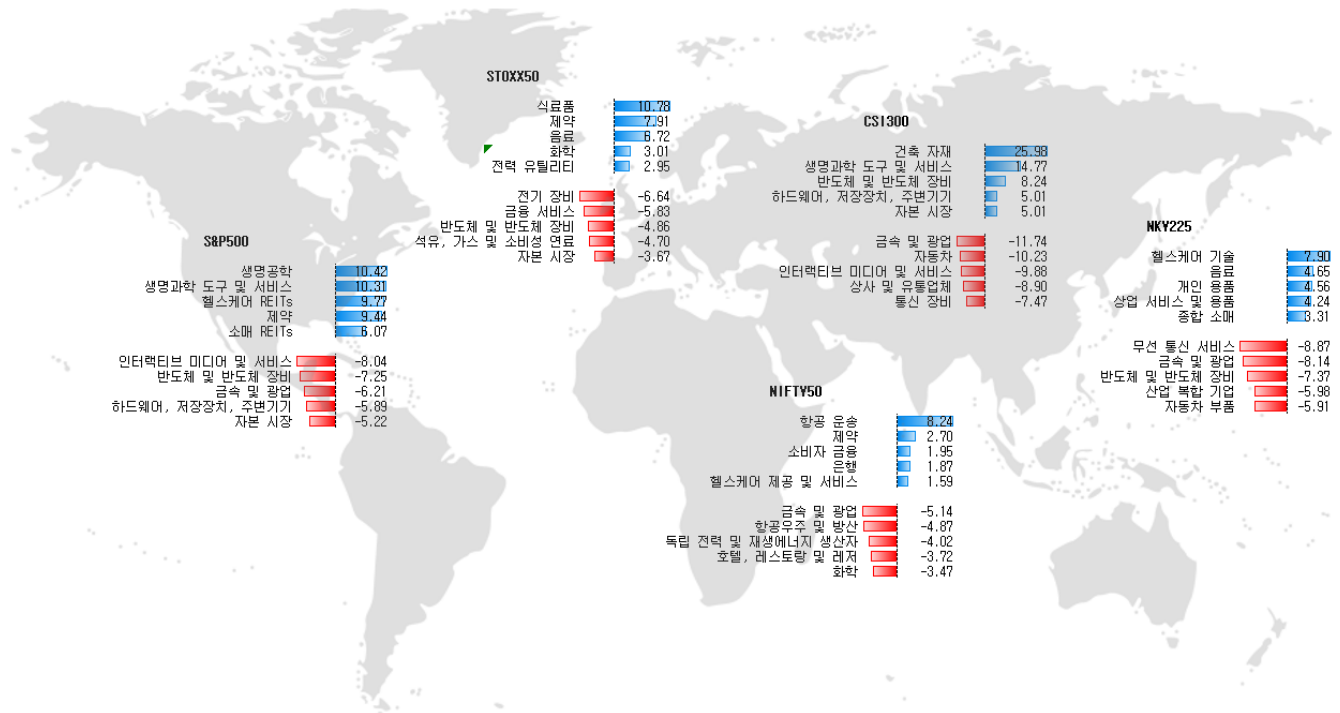 STOXX50
식료품 10.78
제약 7.91
음료 6.72
화학 3.01
전력 유틸리티 2.95
전기 장비 -6.64
금융 서비스 -5.83
반도체 및 반도체 장비 -4.86
석유, 가스 및 소비성 연료 -4.70
자본 시장 -3.67
CSI300
건축 자재 25.98
생명과학 도구 및 서비스 14.77
반도체 및 반도체 장비 8.24
하드웨어, 저장장치, 주변기기 5.01
자본 시장 5.01
금속 및 광업 -11.74
자동차 -10.23
인터랙티브 미디어 및 서비스 -9.88
상사 및 유통업체 -8.90
통신 장비 -7.47
S&P500
생명공학 10.42
생명과학 도구 및 서비스 10.31
헬스케어 REITs 9.77
제약 9.44
소매 REITs 6.07
인터랙티브 미디어 및 서비스 -8.04
반도체 및 반도체 장비 -7.25
금속 및 광업 -6.21
하드웨어, 저장장치, 주변기기 -5.89
자본 시장 -5.22
NKY225
헬스케어 기술 7.90
음료 4.65
개인 용품 4.56
상업 서비스 및 용품 4.24
종합 소매 3.31
무선 통신 서비스 -8.87
금속 및 광업 -8.14
반도체 및 반도체 장비 -7.37
산업 복합 기업 -5.98
자동차 부품 -5.91
NIFTY50
항공 운송 8.24
제약 2.70
소비자 금융 1.95
은행 1.87
헬스케어 제공 및 서비스 1.59
금속 및 광업 -5.14
항공우주 및 방산 -4.87
독립 전력 및 재생에너지 생산자 -4.02
호텔, 레스토랑 및 레저 -3.72
화학 -3.47